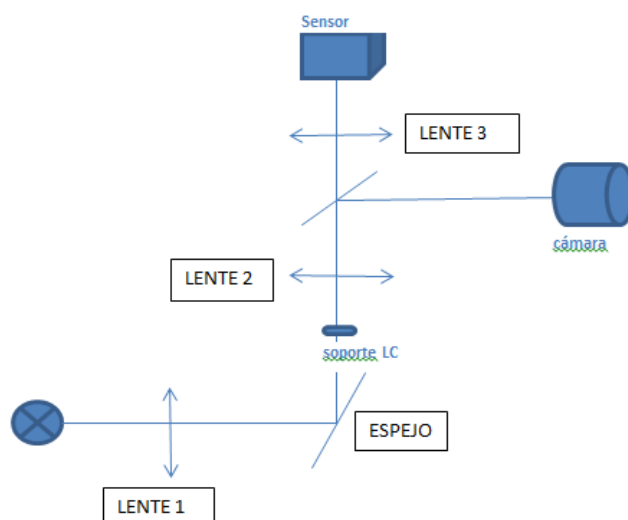 Sensor
LENTE 3
cámara
LENTE 2
soporte LC
ESPEJO
LENTE 1